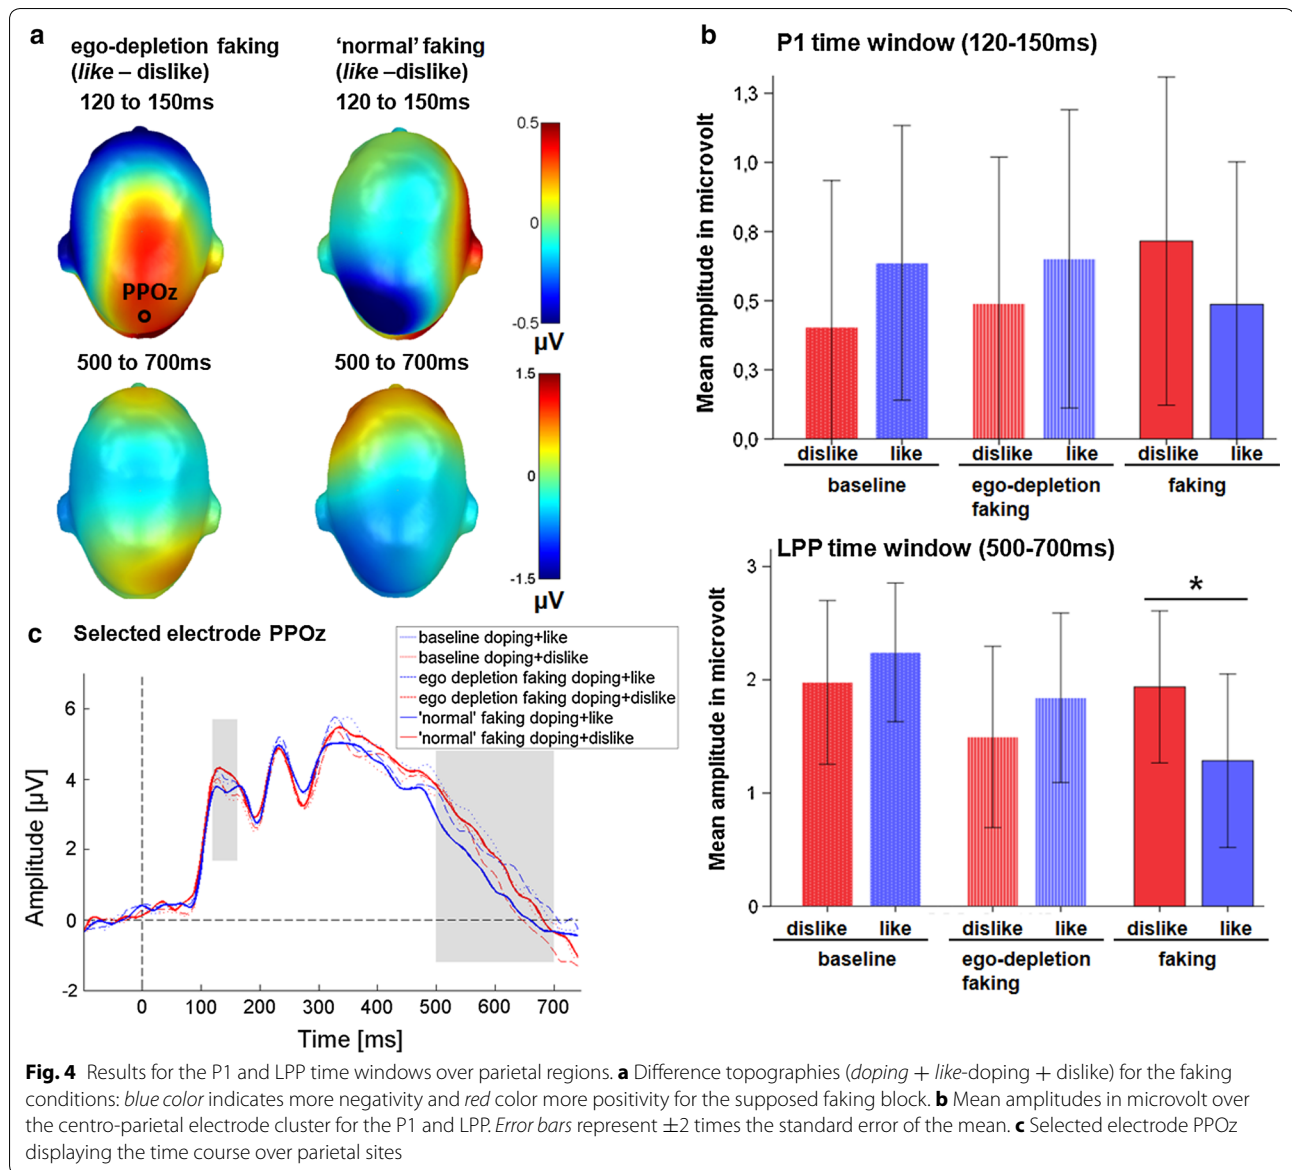 a
ego-depletion faking
(like – dislike)
120 to 150ms
'normal' faking
(like –dislike)
120 to 150ms
0.5
0
-0.5
µV
PPOz
500 to 700ms
500 to 700ms
1.5
0
-1.5
µV
b
P1 time window (120-150ms)
Mean amplitude in microvolt
1,3
1,0
0,8
0,5
0,3
0,0
dislike like dislike like dislike like
baseline ego-depletion faking
faking
LPP time window (500-700ms)
Mean amplitude in microvolt
3
2
1
0
*
dislike like dislike like dislike like
baseline ego-depletion faking
faking
c Selected electrode PPOz
baseline doping+like
baseline doping+dislike
ego depletion faking doping+like
ego depletion faking doping+dislike
'normal' faking doping+like
'normal' faking doping+dislike
Amplitude [µV]
6
4
2
0
-2
0 100 200 300 400 500 600 700
Time [ms]
Fig. 4 Results for the P1 and LPP time windows over parietal regions. a Difference topographies (doping + like-doping + dislike) for the faking
conditions: blue color indicates more negativity and red color more positivity for the supposed faking block. b Mean amplitudes in microvolt over
the centro-parietal electrode cluster for the P1 and LPP. Error bars represent ±2 times the standard error of the mean. c Selected electrode PPOz
displaying the time course over parietal sites